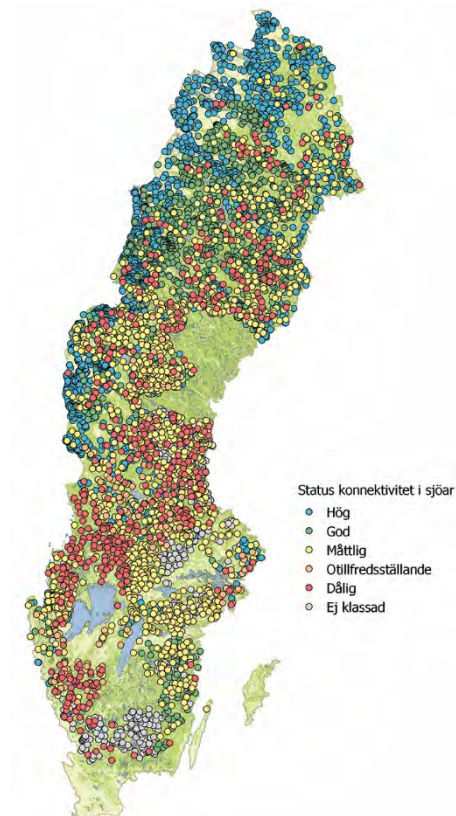 Status konnektivitet i sjöar
Hög
God
Måttlig
Otillfredsställande
Dålig
Ej klassad